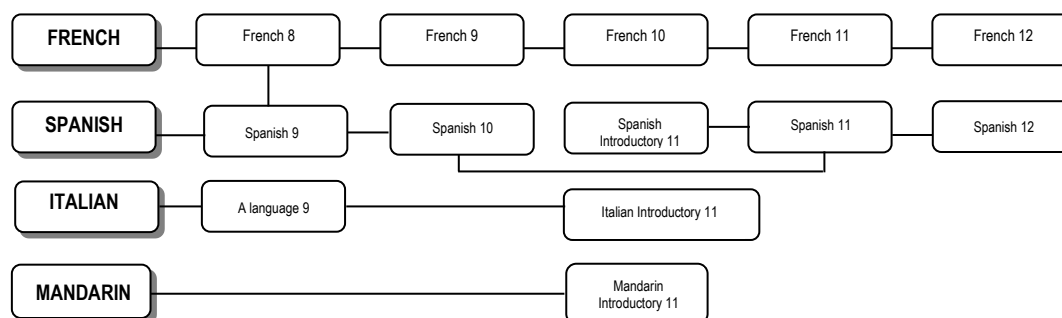 FRENCH
French 8
French 9
French 10
French 11
French 12
SPANISH
Spanish 9
Spanish 10
Spanish
Introductory 11
Spanish 11
Spanish 12
ITALIAN
A language 9
Italian Introductory 11
MANDARIN
Mandarin
Introductory 11